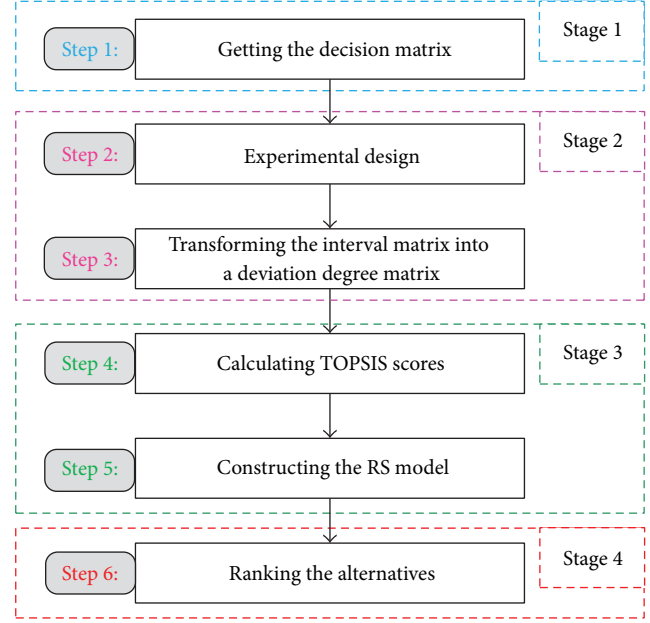 Stage 1
Step 1:
Getting the decision matrix
Stage 2
Step 2:
Experimental design
Step 3:
Transforming the interval matrix into
a deviation degree matrix
Stage 3
Step 4:
Calculating TOPSIS scores
Step 5:
Constructing the RS model
Stage 4
Step 6:
Ranking the alternatives